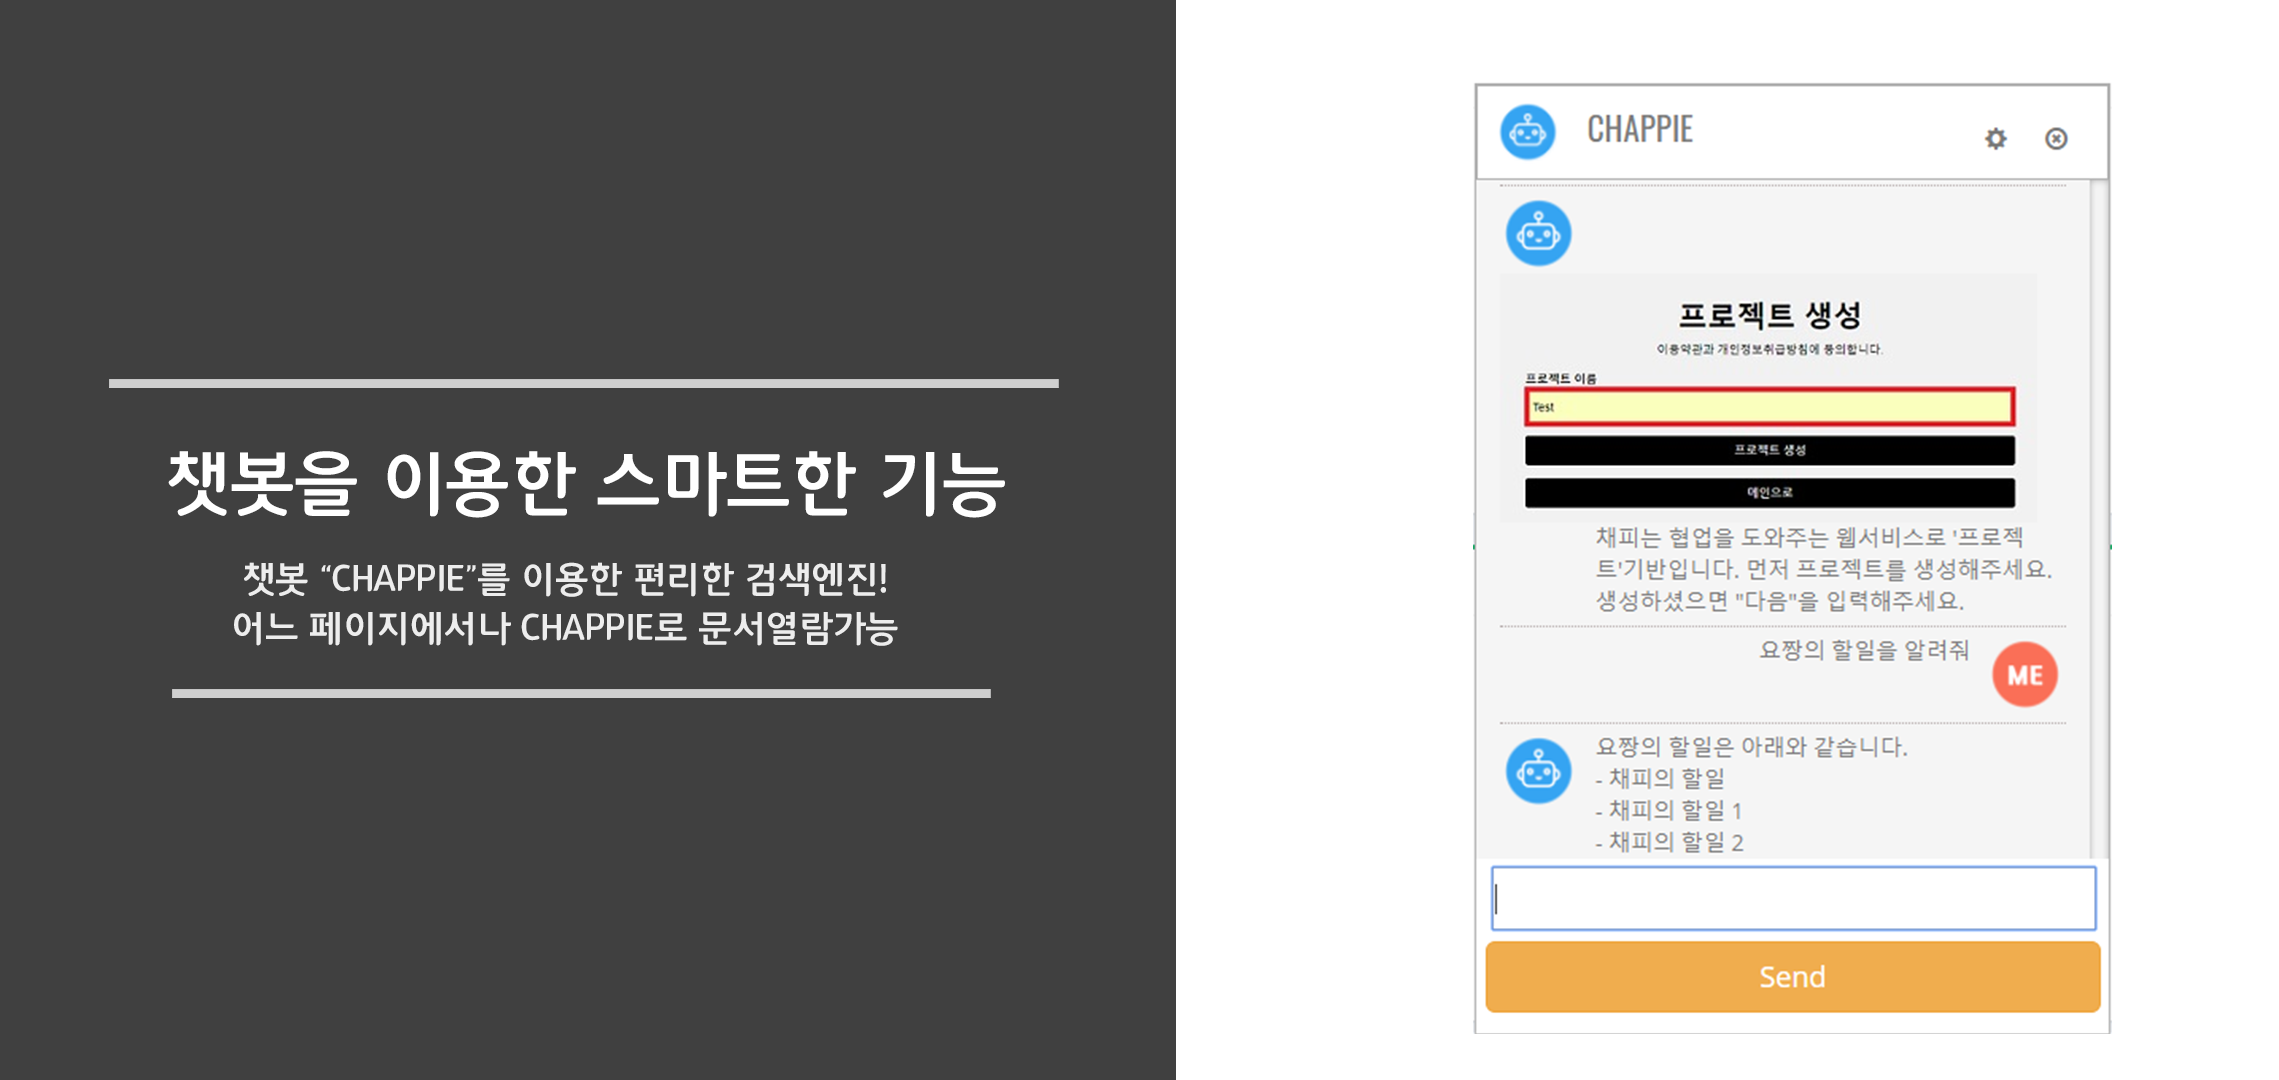 챗봇을 이용한 스마트한 기능
챗봇 “CHAPPIE”를 이용한 편리한 검색엔진!
어느 페이지에서나 CHAPPIE로 문서열람가능
CHAPPIE
프로젝트 생성
이용약관과 개인정보취급방침에 동의합니다.
프로젝트 이름
Test
프로젝트 생성
메인으로
채피는 협업을 도와주는 웹서비스로 '프로젝
트'기반입니다. 먼저 프로젝트를 생성해주세요.
생성하셨으면 "다음"을 입력해주세요.
요짱의 할일을 알려줘
ME
요짱의 할일은 아래와 같습니다.
- 채피의 할일
- 채피의 할일 1
- 채피의 할일 2
Send